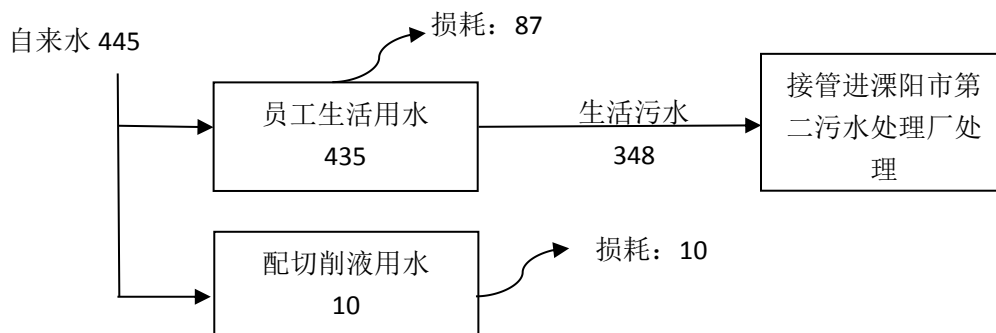 损耗：87
自来水 445
员工生活用水
435
生活污水
348
接管进溧阳市第
二污水处理厂处
理
配切削液用水
10
损耗：10